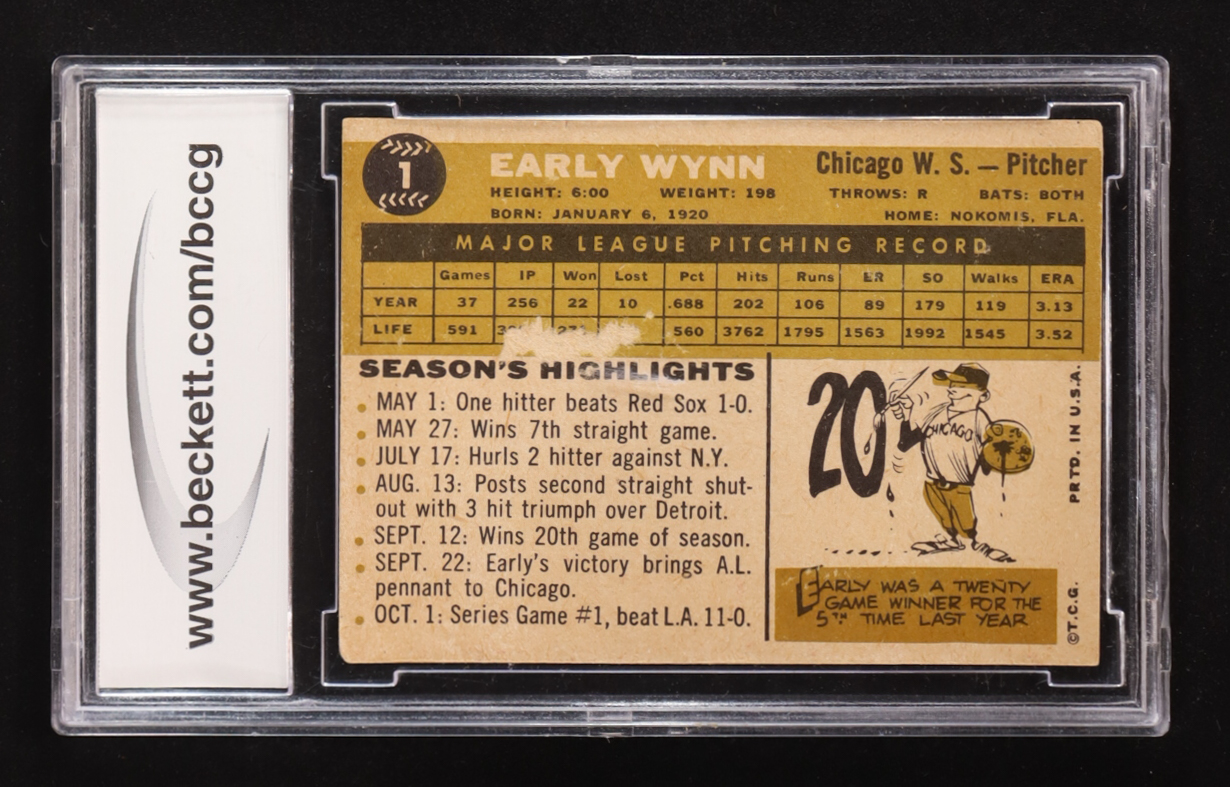 www.beckett.com/bccg
1
EARLY WYNN
Chicago W. S. — Pitcher
HEIGHT: 6:00 WEIGHT: 198 THROWS: R BATS: BOTH
BORN: JANUARY 6, 1920 HOME: NOKOMIS, FLA.
MAJOR LEAGUE PITCHING RECORD
Games IP Won Lost Pct Hits Runs ER SO Walks ERA
YEAR 37 256 22 10 .688 202 106 89 179 119 3.13
LIFE 591 560 3762 1795 1563 1992 1545 3.52
SEASON'S HIGHLIGHTS
• MAY 1: One hitter beats Red Sox 1-0.
• MAY 27: Wins 7th straight game.
• JULY 17: Hurls 2 hitter against N.Y.
• AUG. 13: Posts second straight shut-
out with 3 hit triumph over Detroit.
• SEPT. 12: Wins 20th game of season.
• SEPT. 22: Early's victory brings A.L.
pennant to Chicago.
• OCT. 1: Series Game #1, beat L.A. 11-0.
20
CHICAGO
EARLY WAS A TWENTY
GAME WINNER FOR THE
5TH TIME LAST YEAR
©T.C.G. PRTD. IN U.S.A.